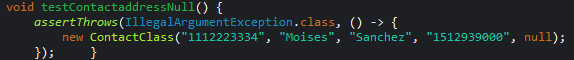 void testContactaddressNull() {
assertThrows(IllegalArgumentException.class, () -> {
new ContactClass("1112223334", "Moises", "Sanchez", "1512939000", null);
}); }